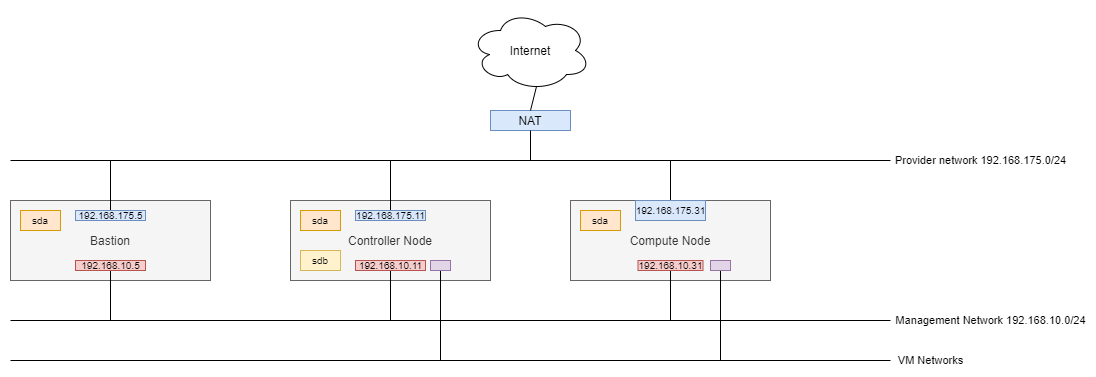 Internet
NAT
Provider network 192.168.175.0/24
sda
192.168.175.5
Bastion
192.168.10.5
sda
192.168.175.11
Controller Node
sdb
192.168.10.11
sda
192.168.175.31
Compute Node
192.168.10.31
Management Network 192.168.10.0/24
VM Networks